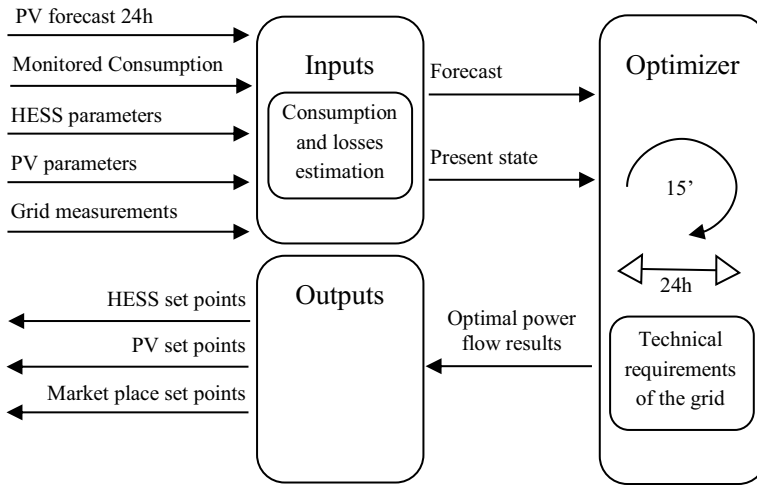 PV forecast 24h
Monitored Consumption
HESS parameters
PV parameters
Grid measurements
Inputs
Consumption
and losses
estimation
Forecast
Present state
Optimizer
15’
24h
Technical
requirements
of the grid
Optimal power
flow results
Outputs
HESS set points
PV set points
Market place set points